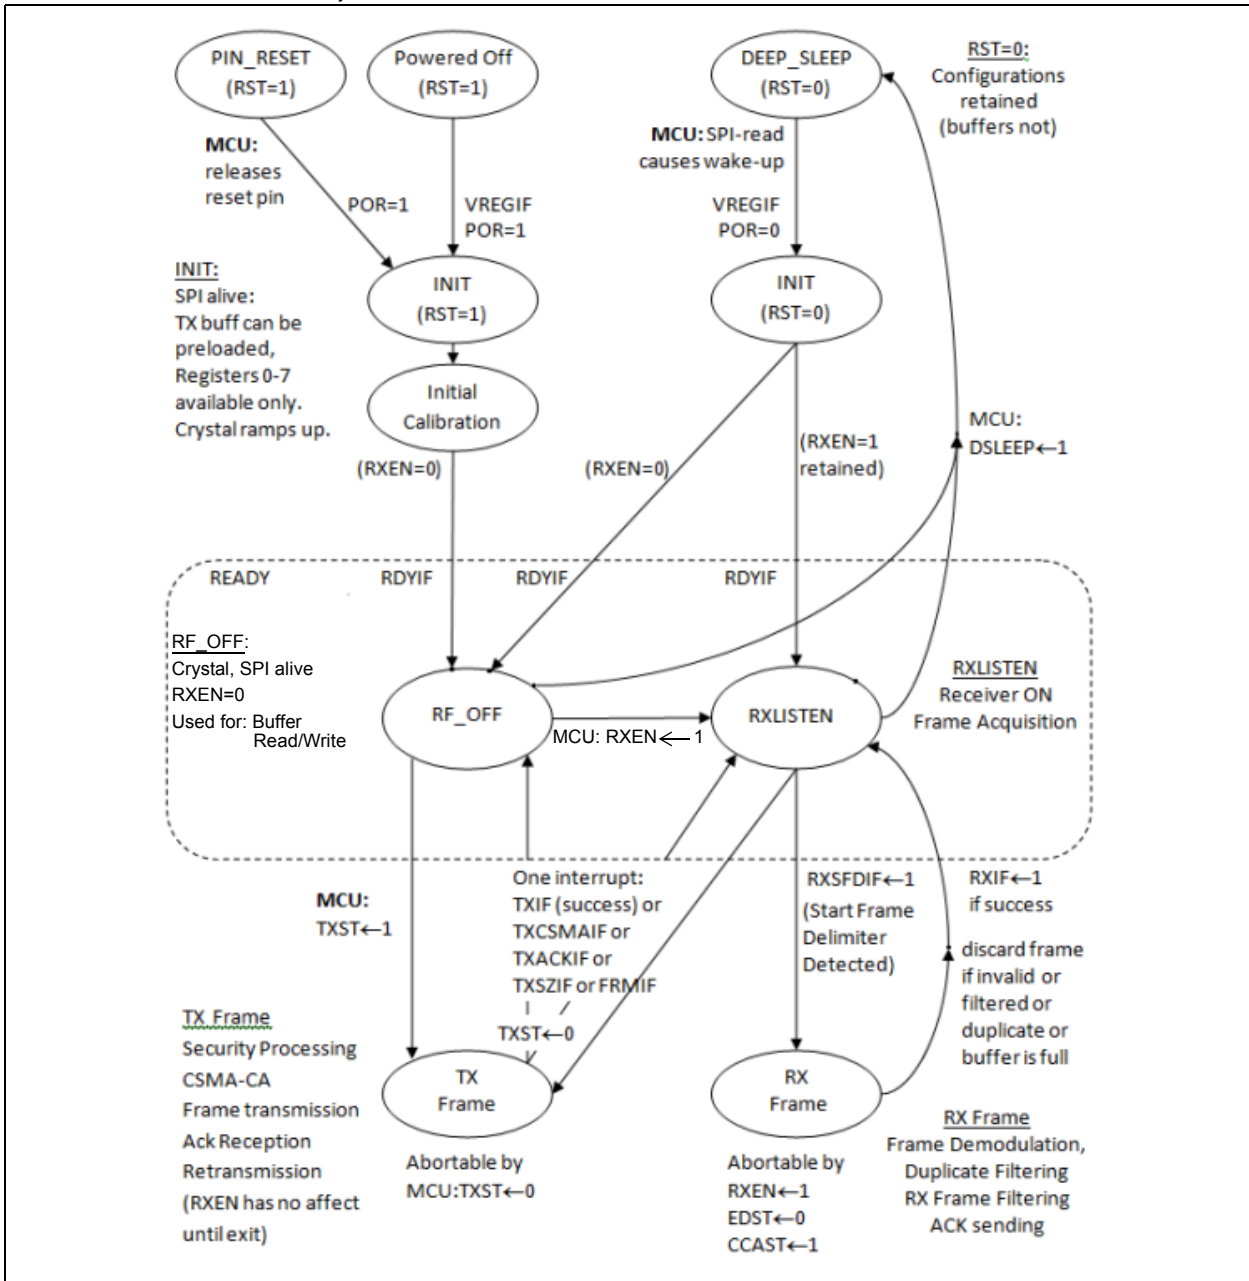 PIN_RESET
(RST=1)
Powered Off
(RST=1)
DEEP_SLEEP
(RST=0)
RST=0:
Configurations
retained
(buffers not)
MCU:
releases
reset pin
POR=1
VREGIF
POR=1
MCU: SPI-read
causes wake-up
VREGIF
POR=0
INIT:
SPI alive:
TX buff can be
preloaded,
Registers 0-7
available only.
Crystal ramps up.
INIT
(RST=1)
INIT
(RST=0)
Initial
Calibration
(RXEN=0)
(RXEN=0)
(RXEN=1
retained)
MCU:
DSLEEP←1
READY
RDYIF
RDYIF
RDYIF
RF_OFF:
Crystal, SPI alive
RXEN=0
Used for: Buffer
Read/Write
RF_OFF
MCU: RXEN← 1
RXLISTEN
RXLISTEN
Receiver ON
Frame Acquisition
MCU:
TXST←1
One interrupt:
TXIF (success) or
TXCSMAIF or
TXACKIF or
TXSZIF or FRMIF
TXST←0
RXSFDIF←1
(Start Frame
Delimiter
Detected)
RXIF←1
if success
discard frame
if invalid or
filtered or
duplicate or
buffer is full
TX Frame
Security Processing
CSMA-CA
Frame transmission
Ack Reception
Retransmission
(RXEN has no affect
until exit)
TX
Frame
Abortable by
MCU:TXST←0
RX
Frame
Abortable by
RXEN←1
EDST←0
CCAST←1
RX Frame
Frame Demodulation,
Duplicate Filtering
RX Frame Filtering
ACK sending